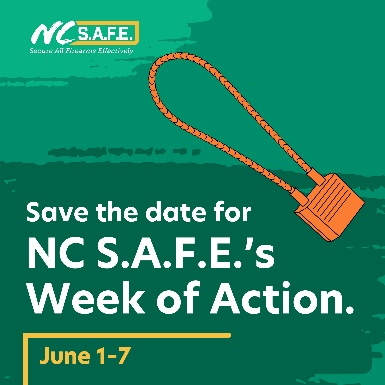 NC S.A.F.E.
Secure All Firearms Effectively
Save the date for
NC S.A.F.E.'s
Week of Action.
June 1-7